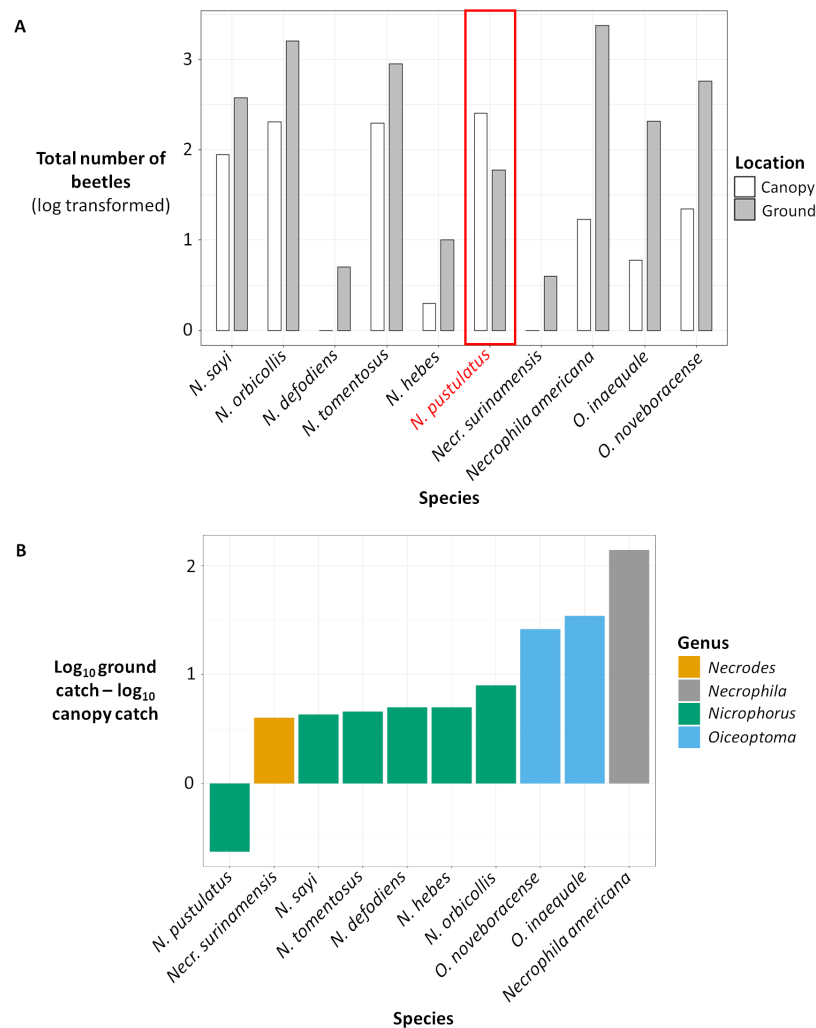 A
3
2
1
0
Total number of
beetles
(log transformed)
Location
Canopy
Ground
N. sayi
N. orbicollis
N. defodiens
N. tomentosus
N. hebes
N. pustulatus
Necr. surinamensis
Necrophila americana
O. inaequale
O. noveboracense
Species
B
2
1
0
Log₁₀ ground
catch – log₁₀
canopy catch
Genus
Necrodes
Necrophila
Nicrophorus
Oiceoptoma
N. pustulatus
Necr. surinamensis
N. sayi
N. tomentosus
N. defodiens
N. hebes
N. orbicollis
O. noveboracense
O. inaequale
Necrophila americana
Species